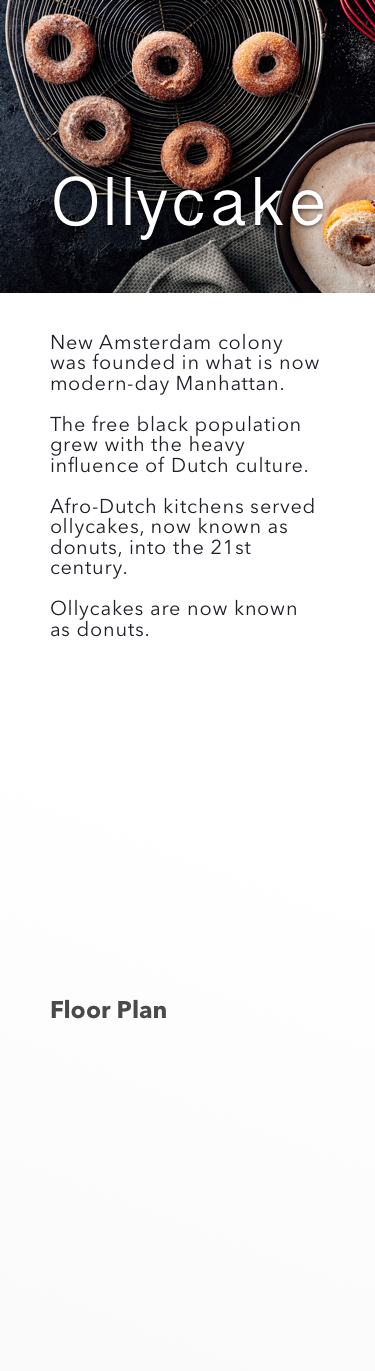 Ollycake
New Amsterdam colony
was founded in what is now
modern-day Manhattan.
The free black population
grew with the heavy
influence of Dutch culture.
Afro-Dutch kitchens served
ollycakes, now known as
donuts, into the 21st
century.
Ollycakes are now known
as donuts.
Floor Plan